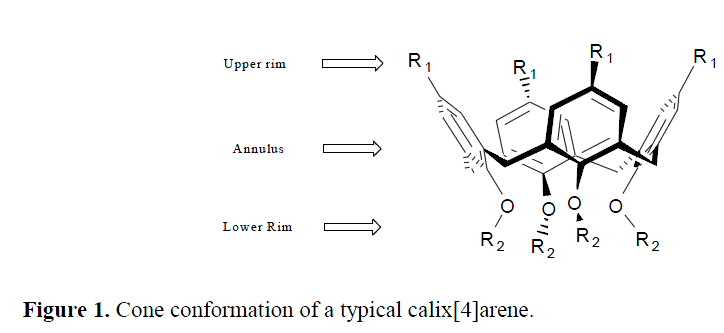 Upper rim
R1 R1 R1 R1
Annulus
O O O O
Lower Rim
R2 R2 R2 R2
Figure 1. Cone conformation of a typical calix[4]arene.